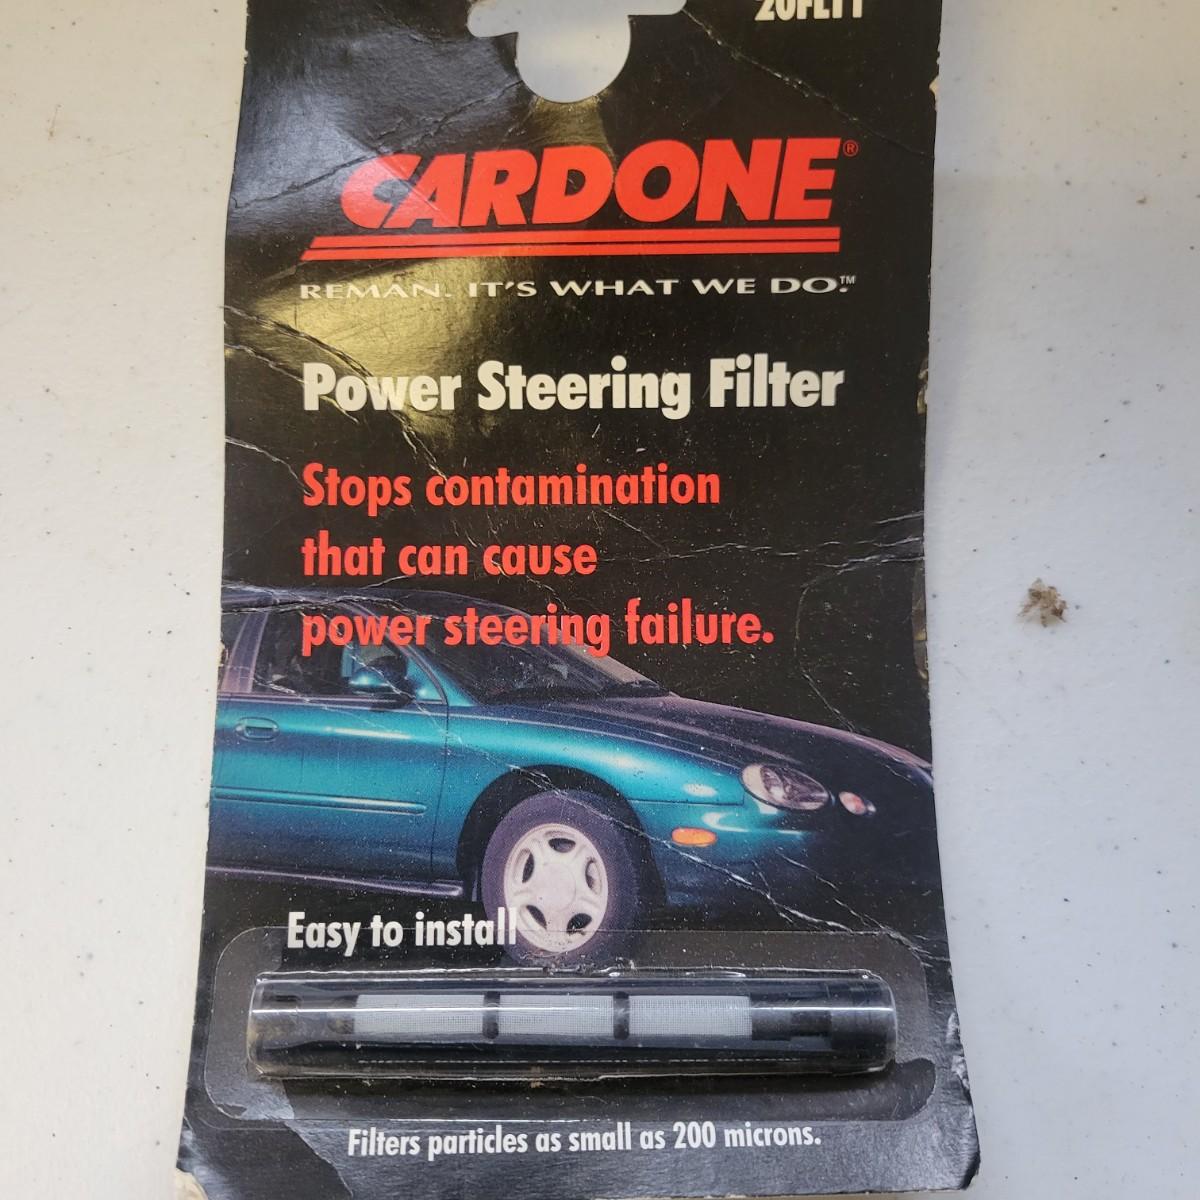 20FLT1
CARDONE®
REMAN. IT'S WHAT WE DO.™
Power Steering Filter
Stops contamination
that can cause
power steering failure.
Easy to install
Filters particles as small as 200 microns.